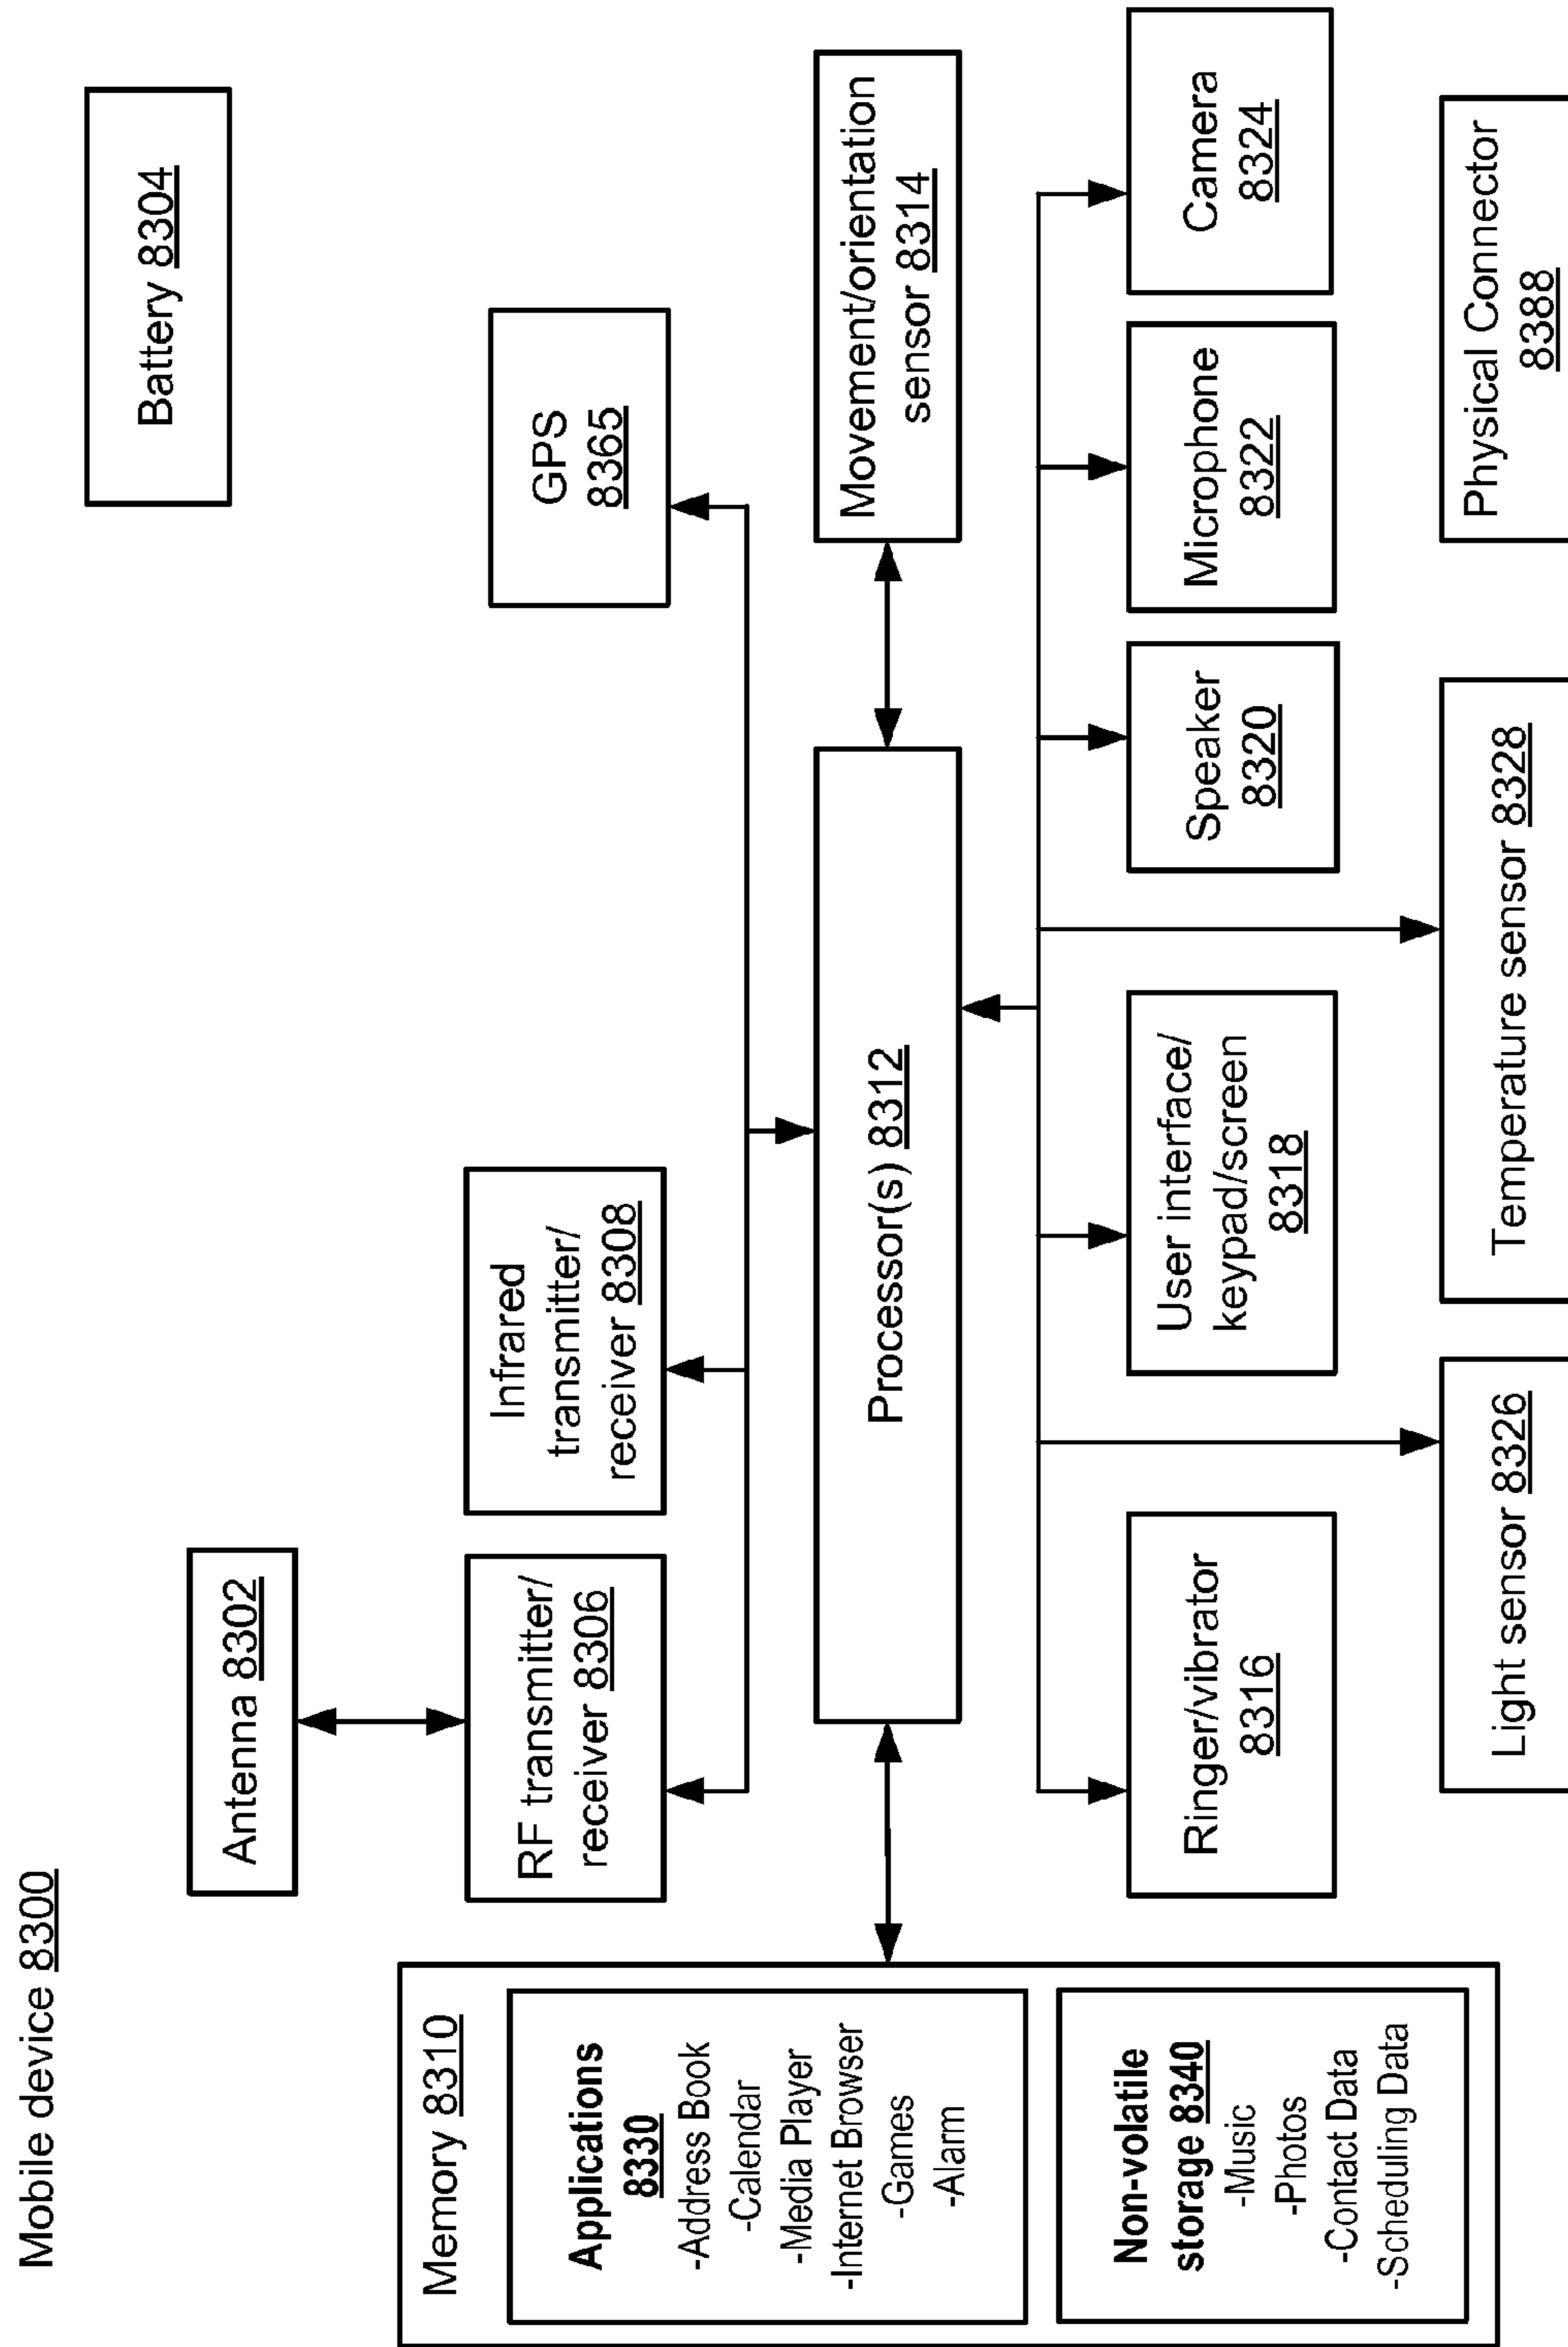 Mobile device 8300
Battery 8304
Antenna 8302
RF transmitter/
receiver 8306
Infrared
transmitter/
receiver 8308
GPS
8365
Memory 8310
Applications
8330
-Address Book
-Calendar
-Media Player
-Internet Browser
-Games
-Alarm
Non-volatile
storage 8340
-Music
-Photos
-Contact Data
-Scheduling Data
Processor(s) 8312
Movement/orientation
sensor 8314
Ringer/vibrator
8316
User interface/
keypad/screen
8318
Speaker
8320
Microphone
8322
Camera
8324
Light sensor 8326
Temperature sensor 8328
Physical Connector
8388